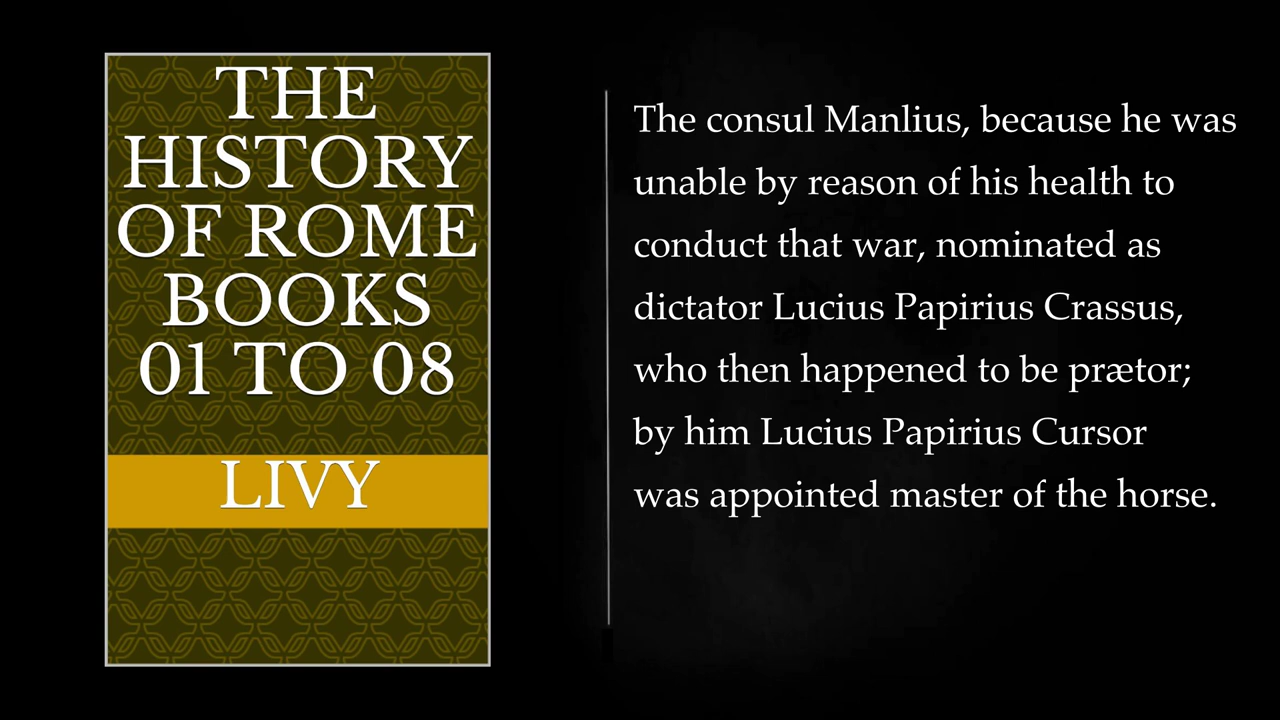 THE
HISTORY
OF ROME
BOOKS
01 TO 08
LIVY
The consul Manlius, because he was
unable by reason of his health to
conduct that war, nominated as
dictator Lucius Papirius Crassus,
who then happened to be prætor;
by him Lucius Papirius Cursor
was appointed master of the horse.